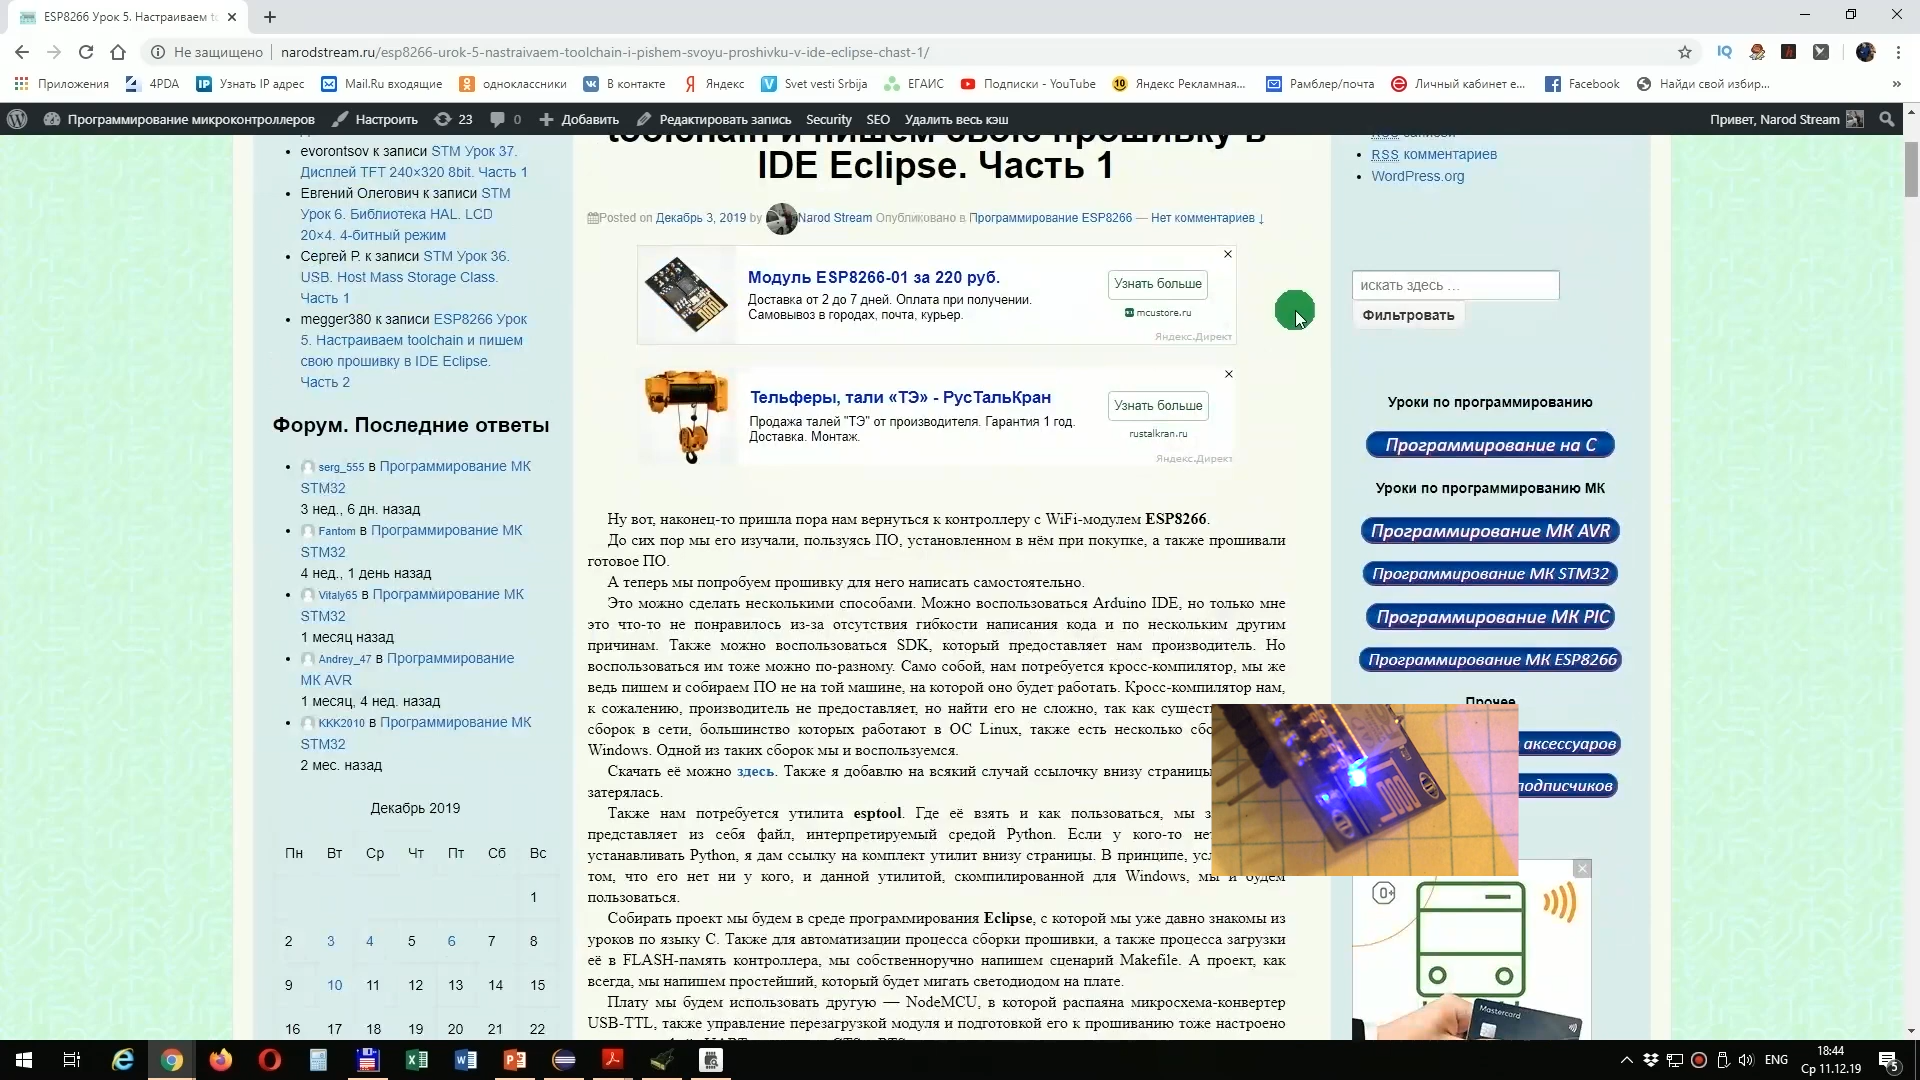 ESP8266 Урок 5. Настраиваем to
Не защищено
narodstream.ru/esp8266-urok-5-nastraivaem-toolchain-i-pishem-svoyu-proshivku-v-ide-eclipse-chast-1/
Приложения
4PDA
Узнать IP адрес
Mail.Ru входящие
одноклассники
В контакте
Яндекс
Svet vesti Srbija
ЕГАИС
Подписки - YouTube
Яндекс Рекламная...
Рамблер/почта
Личный кабинет e...
Facebook
Найди свой избир...
Программирование микроконтроллеров
Настроить
23
0
Добавить
Редактировать запись
Security
SEO
Удалить весь кэш
Привет, Narod Stream
evorontsov к записи STM Урок 37.
Дисплей TFT 240×320 8bit. Часть 1
Евгений Олегович к записи STM
Урок 6. Библиотека HAL. LCD
20×4. 4-битный режим
Сергей Р. к записи STM Урок 36.
USB. Host Mass Storage Class.
Часть 1
megger380 к записи ESP8266 Урок
5. Настраиваем toolchain и пишем
свою прошивку в IDE Eclipse.
Часть 2
Форум. Последние ответы
serg_555 в Программирование МК
STM32
3 нед., 6 дн. назад
Fantom в Программирование МК
STM32
4 нед., 1 день назад
Vitaly65 в Программирование МК
STM32
1 месяц назад
Andrey_47 в Программирование
МК AVR
1 месяц, 4 нед. назад
KKK2010 в Программирование МК
STM32
2 мес. назад
Декабрь 2019
Пн Вт Ср Чт Пт Сб Вс
1
2 3 4 5 6 7 8
9 10 11 12 13 14 15
16 17 18 19 20 21 22
toolchain и пишем свою прошивку в
IDE Eclipse. Часть 1
Posted on Декабрь 3, 2019 by Narod Stream Опубликовано в Программирование ESP8266 — Нет комментариев ↓
Модуль ESP8266-01 за 220 руб.
Доставка от 2 до 7 дней. Оплата при получении.
Самовывоз в городах, почта, курьер.
Узнать больше
mcustore.ru
Яндекс.Директ
Тельферы, тали «ТЭ» - РусТальКран
Продажа талей "ТЭ" от производителя. Гарантия 1 год.
Доставка. Монтаж.
Узнать больше
rustalkran.ru
Яндекс.Директ
Ну вот, наконец-то пришла пора нам вернуться к контроллеру с WiFi-модулем ESP8266.
До сих пор мы его изучали, пользуясь ПО, установленном в нём при покупке, а также прошивали
готовое ПО.
А теперь мы попробуем прошивку для него написать самостоятельно.
Это можно сделать несколькими способами. Можно воспользоваться Arduino IDE, но только мне
это что-то не понравилось из-за отсутствия гибкости написания кода и по нескольким другим
причинам. Также можно воспользоваться SDK, который предоставляет нам производитель. Но
воспользоваться им тоже можно по-разному. Само собой, нам потребуется кросс-компилятор, мы же
ведь пишем и собираем ПО не на той машине, на которой оно будет работать. Кросс-компилятор нам,
к сожалению, производитель не предоставляет, но найти его не сложно, так как сущест
сборок в сети, большинство которых работают в ОС Linux, также есть несколько сбо
Windows. Одной из таких сборок мы и воспользуемся.
Скачать её можно здесь. Также я добавлю на всякий случай ссылочку внизу страницы
затерялась.
Также нам потребуется утилита esptool. Где её взять и как пользоваться, мы з
представляет из себя файл, интерпретируемый средой Python. Если у кого-то нет
устанавливать Python, я дам ссылку на комплект утилит внизу страницы. В принципе, ус
том, что его нет ни у кого, и данной утилитой, скомпилированной для Windows, мы и будем
пользоваться.
Собирать проект мы будем в среде программирования Eclipse, с которой мы уже давно знакомы из
уроков по языку C. Также для автоматизации процесса сборки прошивки, а также процесса загрузки
её в FLASH-память контроллера, мы собственноручно напишем сценарий Makefile. А проект, как
всегда, мы напишем простейший, который будет мигать светодиодом на плате.
Плату мы будем использовать другую — NodeMCU, в которой распаяна микросхема-конвертер
USB-TTL, также управление перезагрузкой модуля и подготовкой его к прошиванию тоже настроено
RSS записей
RSS комментариев
WordPress.org
искать здесь …
Фильтровать
Уроки по программированию
Программирование на С
Уроки по программированию МК
Программирование МК AVR
Программирование МК STM32
Программирование МК PIC
Программирование МК ESP8266
Прочее
аксессуаров
подписчиков
0+
Mastercard
ENG
18:44
Ср 11.12.19
5